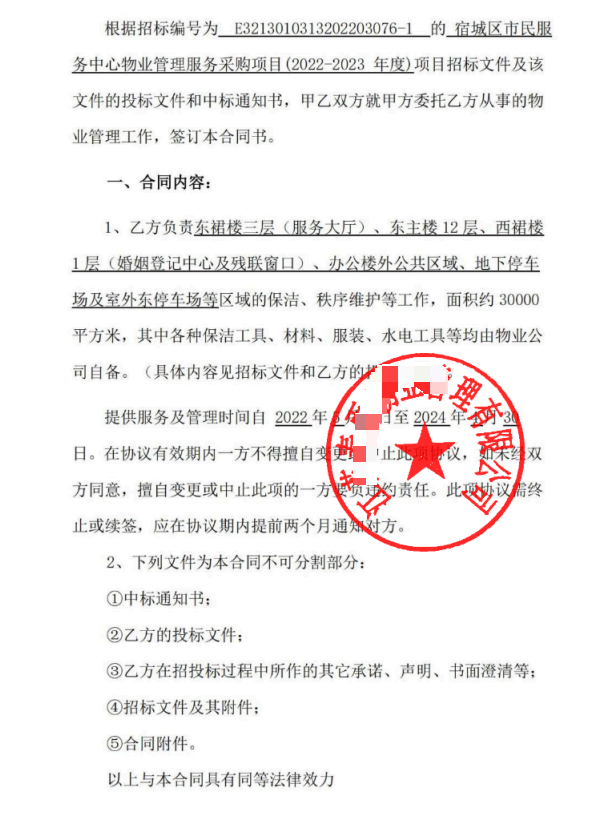 根据招标编号为 E3213010313202203076-1 的 宿城区市民服
务中心物业管理服务采购项目(2022-2023 年度)项目招标文件及该
文件的投标文件和中标通知书，甲乙双方就甲方委托乙方从事的物
业管理工作，签订本合同书。
一、合同内容：
1、乙方负责东裙楼三层（服务大厅）、东主楼 12 层、西裙楼
1 层（婚姻登记中心及残联窗口）、办公楼外公共区域、地下停车
场及室外东停车场等区域的保洁、秩序维护等工作，面积约 30000
平方米，其中各种保洁工具、材料、服装、水电工具等均由物业公
司自备。（具体内容见招标文件和乙方的
提供服务及管理时间自 2022 年 日至 2024 年 月 30
日。在协议有效期内一方不得擅自变更 止此项协议，如未经双
方同意，擅自变更或中止此项的一方要负违约责任。此项协议需终
止或续签，应在协议期内提前两个月通知对方。
2、下列文件为本合同不可分割部分：
①中标通知书；
②乙方的投标文件；
③乙方在招投标过程中所作的其它承诺、声明、书面澄清等；
④招标文件及其附件；
⑤合同附件。
以上与本合同具有同等法律效力
管理有限公司